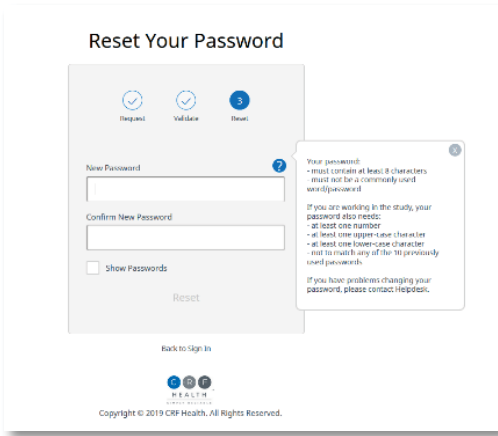 Reset Your Password
3
Request Validate Reset
New Password
?
Confirm New Password
Show Passwords
Reset
X
Your password:
- must contain at least 8 characters
- must not be a commonly used
word/password
If you are working in the study, your
password also needs:
- at least one number
- at least one upper-case character
- at least one lower-case character
- not to match any of the 10 previously
used passwords
If you have problems changing your
password, please contact Helpdesk.
Back to Sign In
C R F
HEALTH
Copyright © 2019 CRF Health. All Rights Reserved.